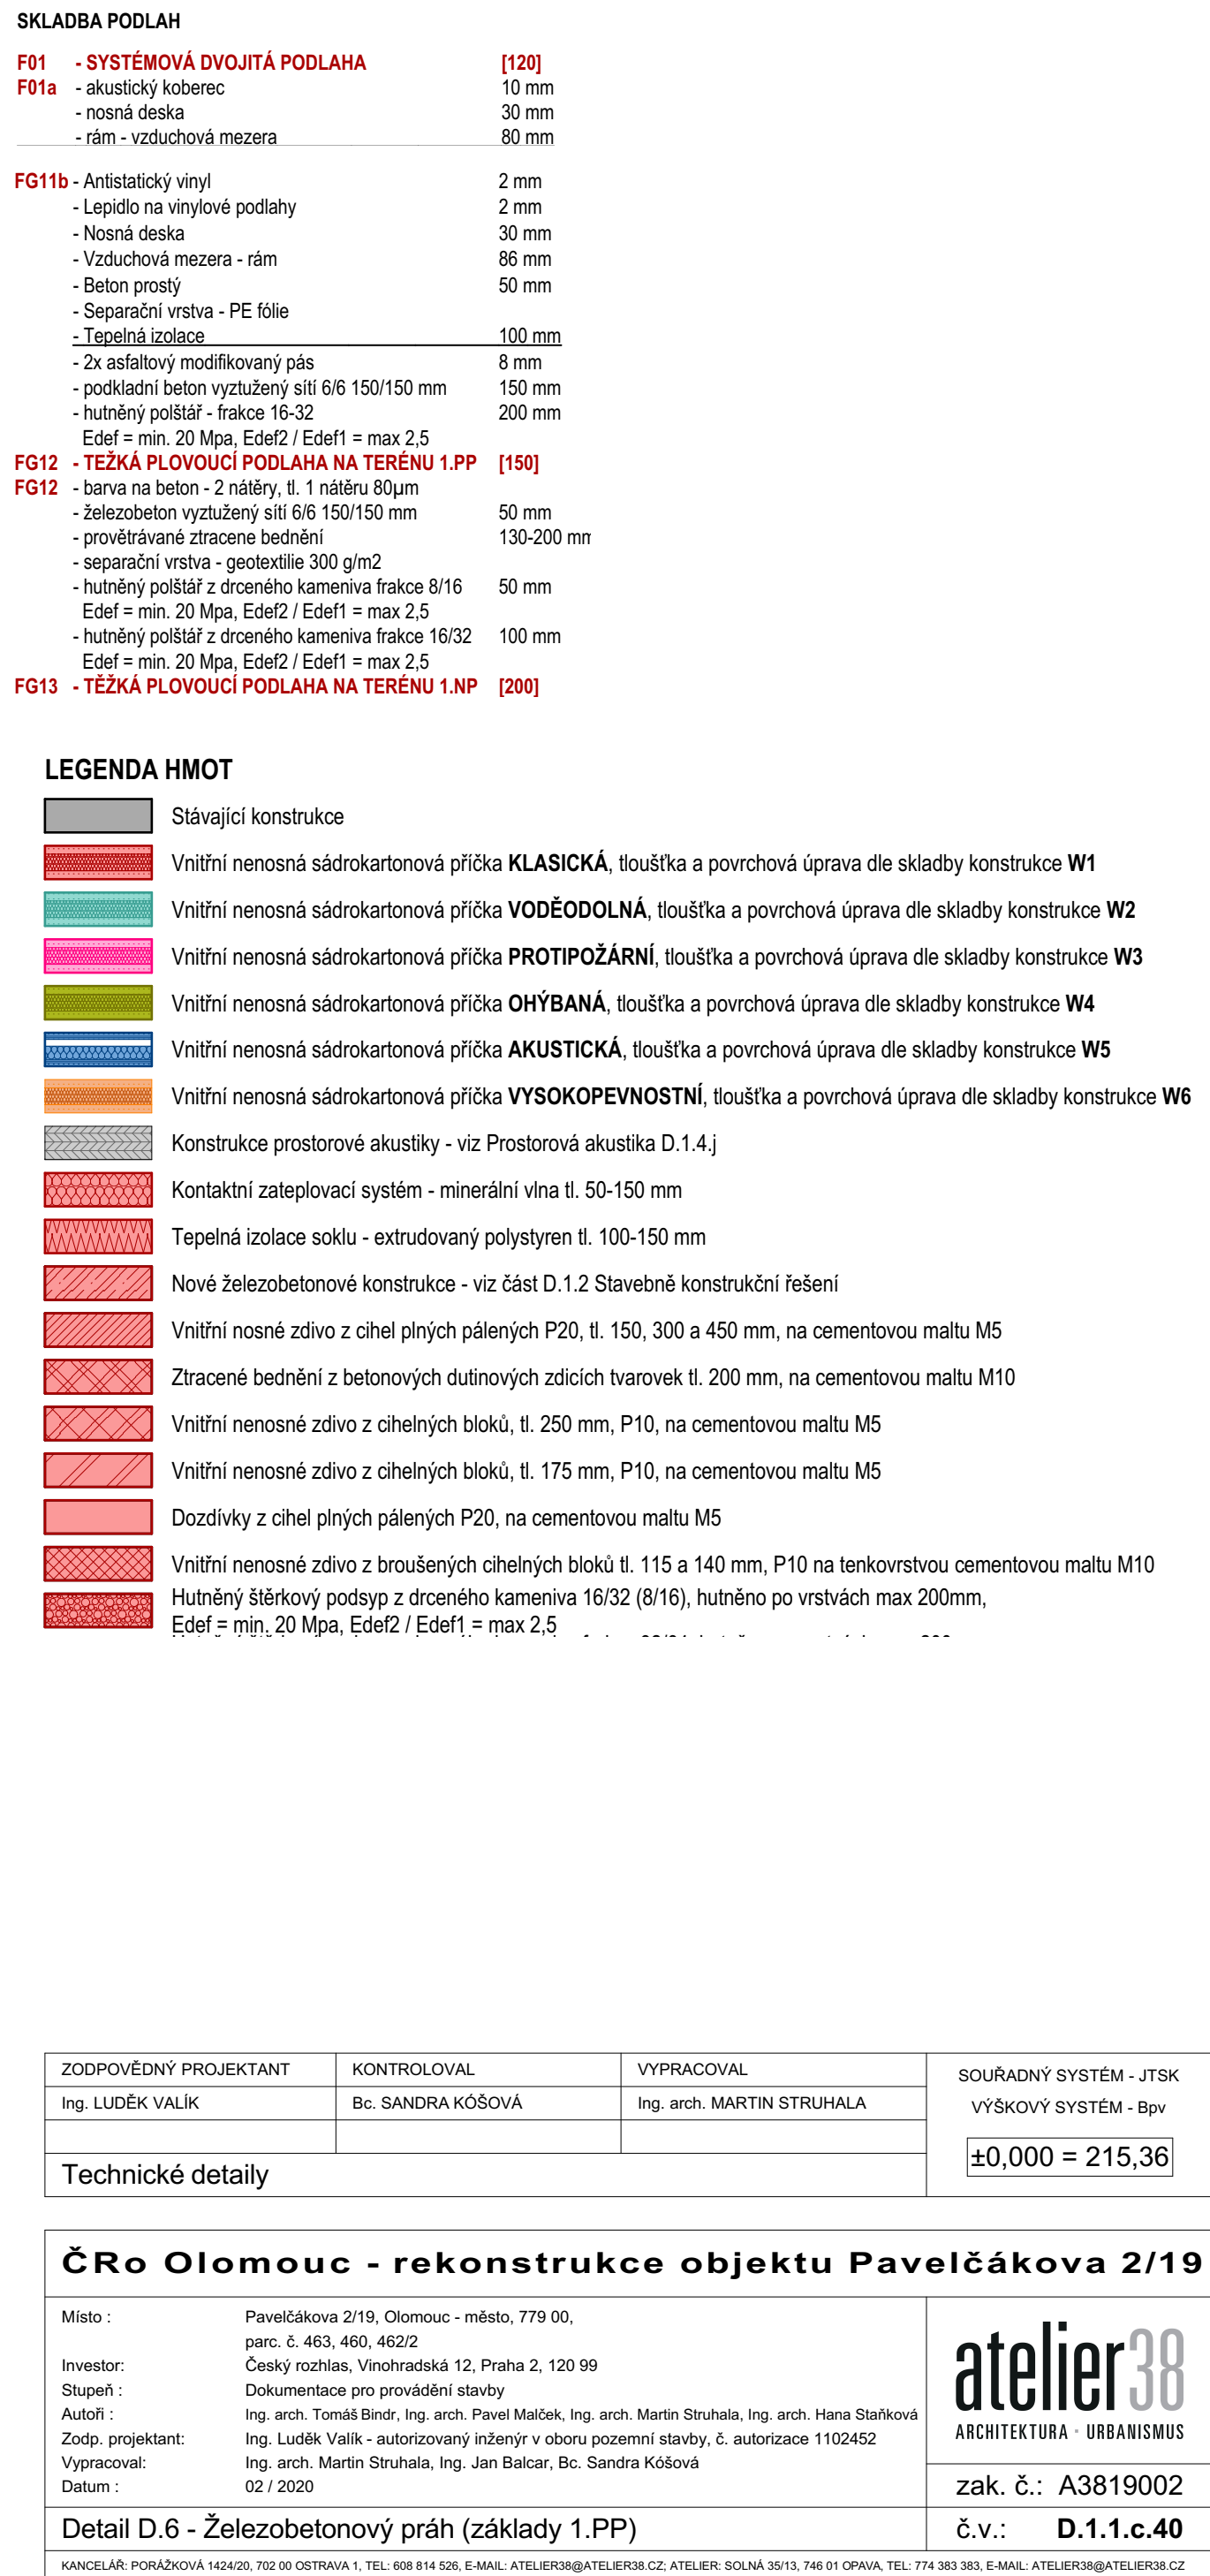 SKLADBA PODLAH
F01 - SYSTÉMOVÁ DVOJITÁ PODLAHA [120]
F01a - akustický koberec 10 mm
- nosná deska 30 mm
- rám - vzduchová mezera 80 mm
FG11b - Antistatický vinyl 2 mm
- Lepidlo na vinylové podlahy 2 mm
- Nosná deska 30 mm
- Vzduchová mezera - rám 86 mm
- Beton prostý 50 mm
- Separační vrstva - PE fólie
- Tepelná izolace 100 mm
- 2x asfaltový modifikovaný pás 8 mm
- podkladní beton vyztužený sítí 6/6 150/150 mm 150 mm
- hutněný polštář - frakce 16-32 200 mm
Edef = min. 20 Mpa, Edef2 / Edef1 = max 2,5
FG12 - TEŽKÁ PLOVOUCÍ PODLAHA NA TERÉNU 1.PP [150]
FG12 - barva na beton - 2 nátěry, tl. 1 nátěru 80µm
- železobeton vyztužený sítí 6/6 150/150 mm 50 mm
- provětrávané ztracene bednění 130-200 mm
- separační vrstva - geotextilie 300 g/m2
- hutněný polštář z drceného kameniva frakce 8/16 50 mm
Edef = min. 20 Mpa, Edef2 / Edef1 = max 2,5
- hutněný polštář z drceného kameniva frakce 16/32 100 mm
Edef = min. 20 Mpa, Edef2 / Edef1 = max 2,5
FG13 - TĚŽKÁ PLOVOUCÍ PODLAHA NA TERÉNU 1.NP [200]
LEGENDA HMOT
Stávající konstrukce
Vnitřní nenosná sádrokartonová příčka KLASICKÁ, tloušťka a povrchová úprava dle skladby konstrukce W1
Vnitřní nenosná sádrokartonová příčka VODĚODOLNÁ, tloušťka a povrchová úprava dle skladby konstrukce W2
Vnitřní nenosná sádrokartonová příčka PROTIPOŽÁRNÍ, tloušťka a povrchová úprava dle skladby konstrukce W3
Vnitřní nenosná sádrokartonová příčka OHÝBANÁ, tloušťka a povrchová úprava dle skladby konstrukce W4
Vnitřní nenosná sádrokartonová příčka AKUSTICKÁ, tloušťka a povrchová úprava dle skladby konstrukce W5
Vnitřní nenosná sádrokartonová příčka VYSOKOPEVNOSTNÍ, tloušťka a povrchová úprava dle skladby konstrukce W6
Konstrukce prostorové akustiky - viz Prostorová akustika D.1.4.j
Kontaktní zateplovací systém - minerální vlna tl. 50-150 mm
Tepelná izolace soklu - extrudovaný polystyren tl. 100-150 mm
Nové železobetonové konstrukce - viz část D.1.2 Stavebně konstrukční řešení
Vnitřní nosné zdivo z cihel plných pálených P20, tl. 150, 300 a 450 mm, na cementovou maltu M5
Ztracené bednění z betonových dutinových zdicích tvarovek tl. 200 mm, na cementovou maltu M10
Vnitřní nenosné zdivo z cihelných bloků, tl. 250 mm, P10, na cementovou maltu M5
Vnitřní nenosné zdivo z cihelných bloků, tl. 175 mm, P10, na cementovou maltu M5
Dozdívky z cihel plných pálených P20, na cementovou maltu M5
Vnitřní nenosné zdivo z broušených cihelných bloků tl. 115 a 140 mm, P10 na tenkovrstvou cementovou maltu M10
Hutněný štěrkový podsyp z drceného kameniva 16/32 (8/16), hutněno po vrstvách max 200mm,
Edef = min. 20 Mpa, Edef2 / Edef1 = max 2,5
ZODPOVĚDNÝ PROJEKTANT KONTROLOVAL VYPRACOVAL
Ing. LUDĚK VALÍK Bc. SANDRA KÓŠOVÁ Ing. arch. MARTIN STRUHALA
Technické detaily
SOUŘADNÝ SYSTÉM - JTSK
VÝŠKOVÝ SYSTÉM - Bpv
±0,000 = 215,36
ČRo Olomouc - rekonstrukce objektu Pavelčákova 2/19
Místo : Pavelčákova 2/19, Olomouc - město, 779 00,
parc. č. 463, 460, 462/2
Investor: Český rozhlas, Vinohradská 12, Praha 2, 120 99
Stupeň : Dokumentace pro provádění stavby
Autoři : Ing. arch. Tomáš Bindr, Ing. arch. Pavel Malček, Ing. arch. Martin Struhala, Ing. arch. Hana Staňková
Zodp. projektant: Ing. Luděk Valík - autorizovaný inženýr v oboru pozemní stavby, č. autorizace 1102452
Vypracoval: Ing. arch. Martin Struhala, Ing. Jan Balcar, Bc. Sandra Kóšová
Datum : 02 / 2020
atelier38
ARCHITEKTURA · URBANISMUS
zak. č.: A3819002
Detail D.6 - Železobetonový práh (základy 1.PP)
č.v.: D.1.1.c.40
KANCELÁŘ: PORÁŽKOVÁ 1424/20, 702 00 OSTRAVA 1, TEL: 608 814 526, E-MAIL: ATELIER38@ATELIER38.CZ; ATELIER: SOLNÁ 35/13, 746 01 OPAVA, TEL: 774 383 383, E-MAIL: ATELIER38@ATELIER38.CZ